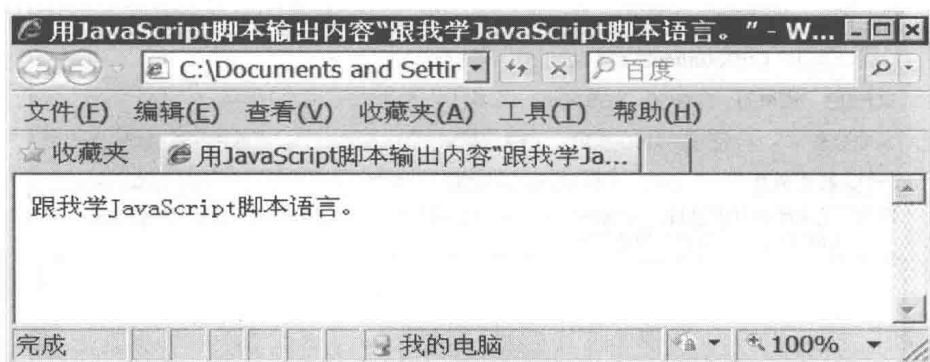 用JavaScript脚本输出内容“跟我学JavaScript脚本语言。” - W...
C:\Documents and Settir
百度
文件(F) 编辑(E) 查看(V) 收藏夹(A) 工具(T) 帮助(H)
收藏夹 用JavaScript脚本输出内容“跟我学Ja...
跟我学JavaScript脚本语言。
完成 我的电脑 100%